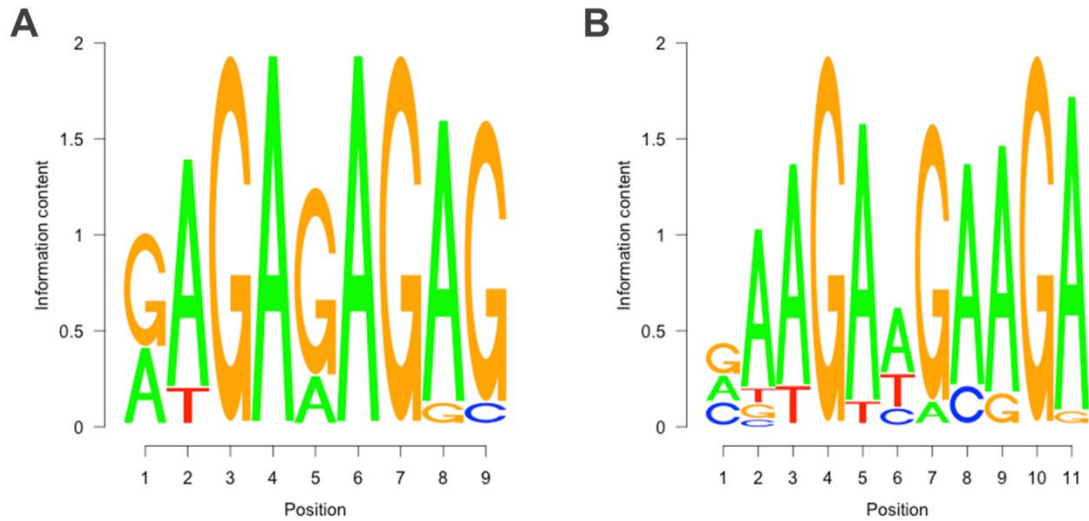 A
B
2
1.5
1
0.5
0
Information content
G
A
A
T
G
A
G
A
A
G
A
G
G
C
1 2 3 4 5 6 7 8 9
Position
2
1.5
1
0.5
0
Information content
G
A
C
A
T
G
C
A
T
G
A
T
A
T
C
G
A
A
C
A
G
G
A
G
1 2 3 4 5 6 7 8 9 10 11
Position